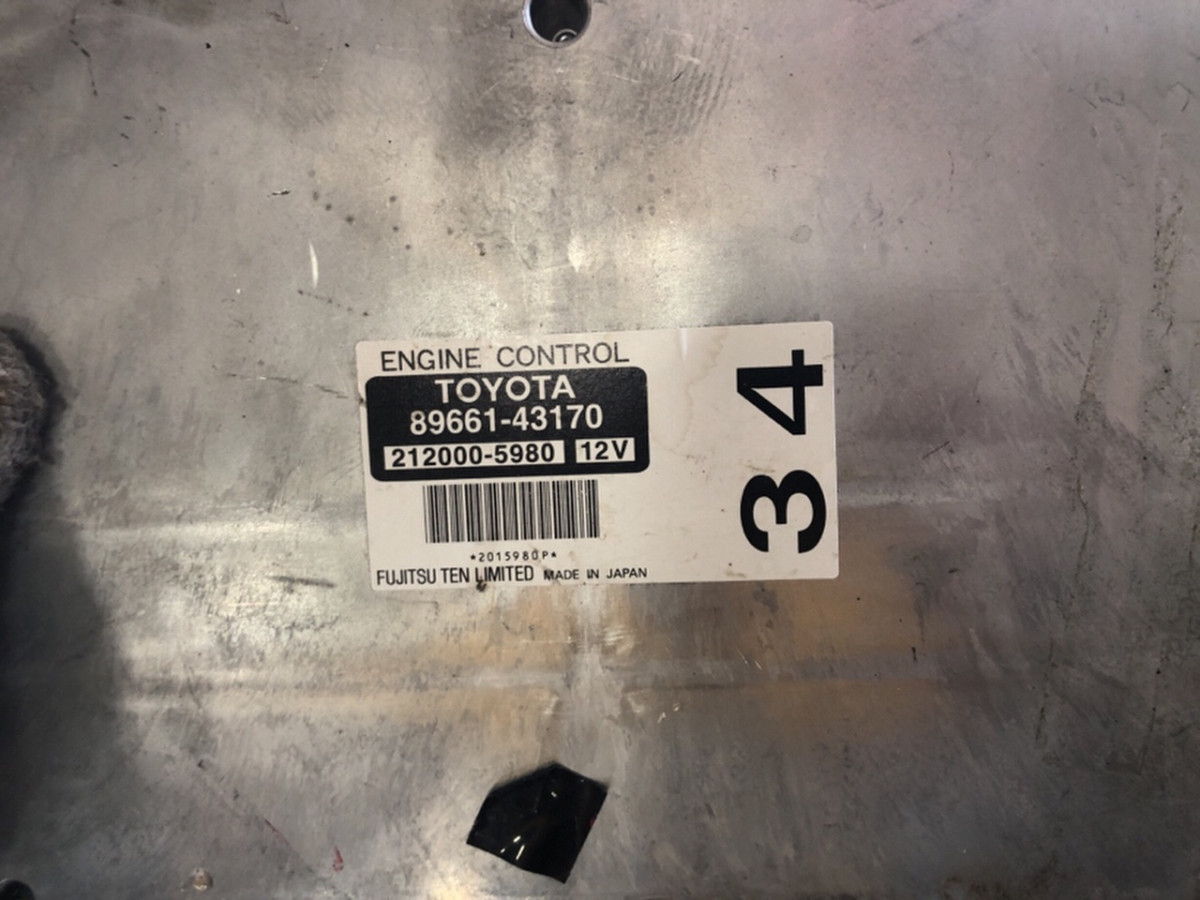 ENGINE CONTROL
TOYOTA
89661-43170
212000-5980 12V
*2015980P*
FUJITSU TEN LIMITED MADE IN JAPAN
34